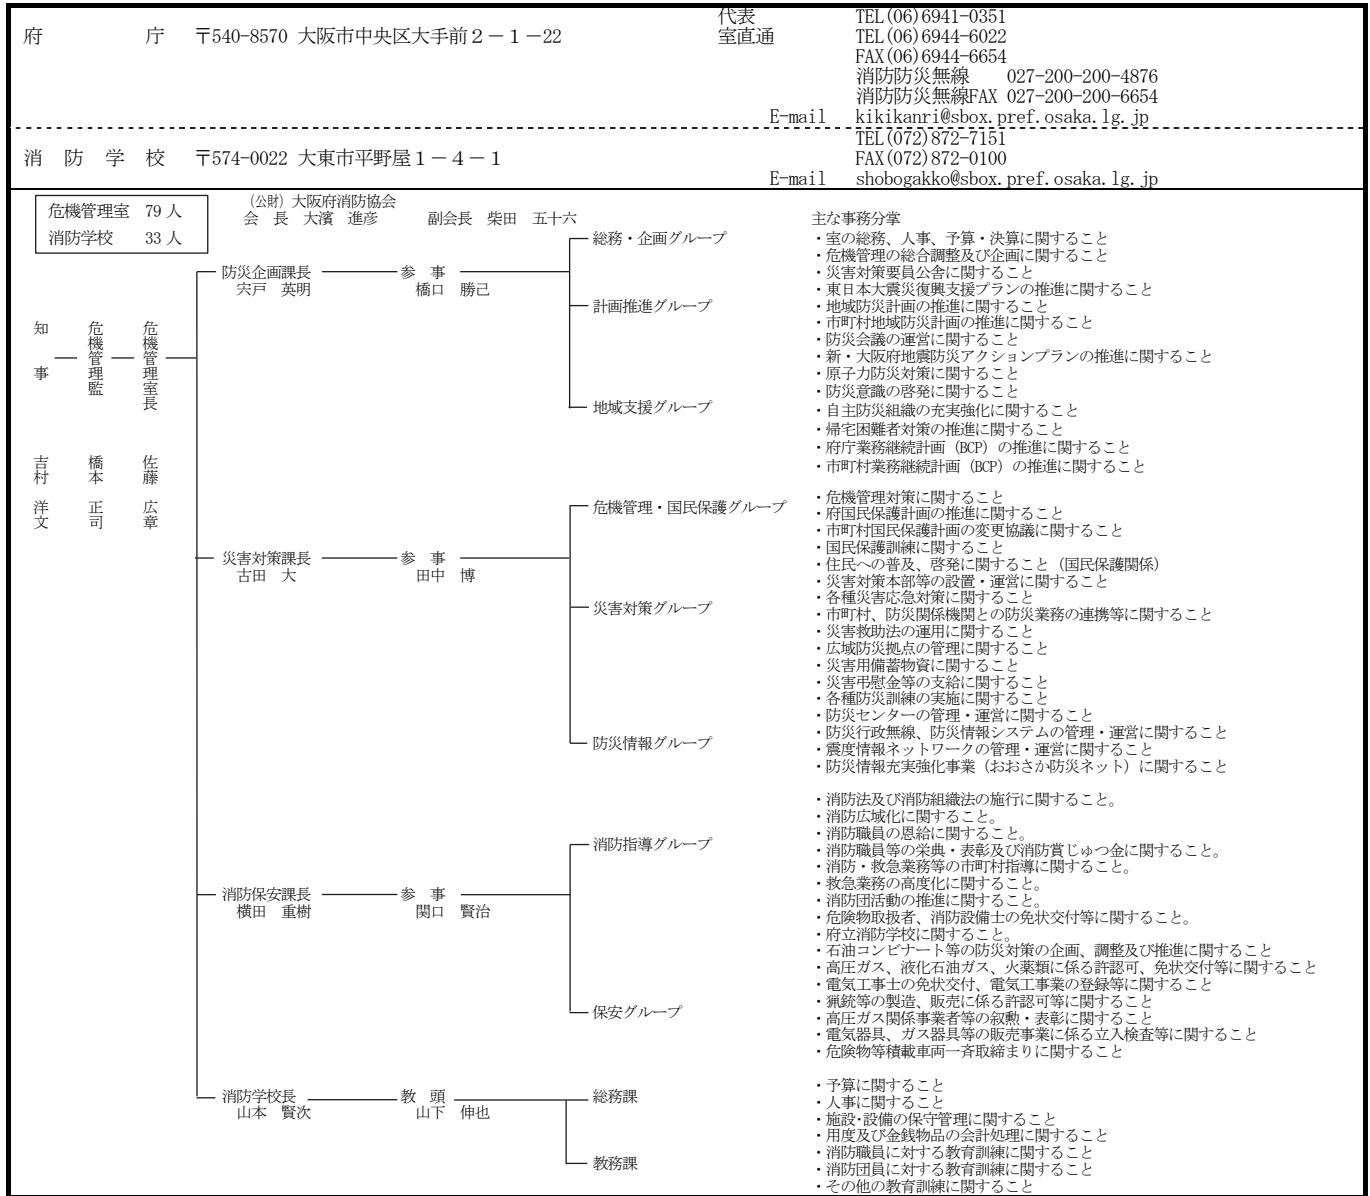 代表 TEL(06)6941-0351
府 庁 〒540-8570 大阪市中央区大手前２－１－22 室直通 TEL(06)6944-6022
FAX(06)6944-6654
消防防災無線 027-200-200-4876
消防防災無線FAX 027-200-200-6654
E-mail kikikanri@sbox.pref.osaka.lg.jp
TEL(072)872-7151
消 防 学 校 〒574-0022 大東市平野屋１－４－１ FAX(072)872-0100
E-mail shobogakko@sbox.pref.osaka.lg.jp
危機管理室 79 人
消防学校 33 人
（公財）大阪府消防協会
会 長 大濱 進彦 副会長 柴田 五十六
知 事 吉村 洋文
危機管理監 橋本 正司
危機管理室長 佐藤 広章
防災企画課長 参 事
宍戸 英明 橋口 勝己
総務・企画グループ
計画推進グループ
地域支援グループ
主な事務分掌
・室の総務、人事、予算・決算に関すること
・危機管理の総合調整及び企画に関すること
・災害対策要員公舎に関すること
・東日本大震災復興支援プランの推進に関すること
・地域防災計画の推進に関すること
・市町村地域防災計画の推進に関すること
・防災会議の運営に関すること
・新・大阪府地震防災アクションプランの推進に関すること
・原子力防災対策に関すること
・防災意識の啓発に関すること
・自主防災組織の充実強化に関すること
・帰宅困難者対策の推進に関すること
・府庁業務継続計画（BCP）の推進に関すること
・市町村業務継続計画（BCP）の推進に関すること
災害対策課長 参 事
古田 大 田中 博
危機管理・国民保護グループ
災害対策グループ
防災情報グループ
・危機管理対策に関すること
・府国民保護計画の推進に関すること
・市町村国民保護計画の変更協議に関すること
・国民保護訓練に関すること
・住民への普及、啓発に関すること（国民保護関係）
・災害対策本部等の設置・運営に関すること
・各種災害応急対策に関すること
・市町村、防災関係機関との防災業務の連携等に関すること
・災害救助法の運用に関すること
・広域防災拠点の管理に関すること
・災害用備蓄物資に関すること
・災害弔慰金等の支給に関すること
・各種防災訓練の実施に関すること
・防災センターの管理・運営に関すること
・防災行政無線、防災情報システムの管理・運営に関すること
・震度情報ネットワークの管理・運営に関すること
・防災情報充実強化事業（おおさか防災ネット）に関すること
消防保安課長 参 事
横田 重樹 関口 賢治
消防指導グループ
保安グループ
・消防法及び消防組織法の施行に関すること。
・消防広域化に関すること。
・消防職員の恩給に関すること。
・消防職員等の栄典・表彰及び消防賞じゅつ金に関すること。
・消防・救急業務等の市町村指導に関すること。
・救急業務の高度化に関すること。
・消防団活動の推進に関すること。
・危険物取扱者、消防設備士の免状交付等に関すること。
・府立消防学校に関すること。
・石油コンビナート等の防災対策の企画、調整及び推進に関すること
・高圧ガス、液化石油ガス、火薬類に係る許認可、免状交付等に関すること
・電気工事士の免状交付、電気工事業の登録等に関すること
・猟銃等の製造、販売に係る許認可等に関すること
・高圧ガス関係事業者等の叙勲・表彰に関すること
・電気器具、ガス器具等の販売事業に係る立入検査等に関すること
・危険物等積載車両一斉取締まりに関すること
消防学校長 教 頭
山本 賢次 山下 伸也
総務課
教務課
・予算に関すること
・人事に関すること
・施設・設備の保守管理に関すること
・用度及び金銭物品の会計処理に関すること
・消防職員に対する教育訓練に関すること
・消防団員に対する教育訓練に関すること
・その他の教育訓練に関すること